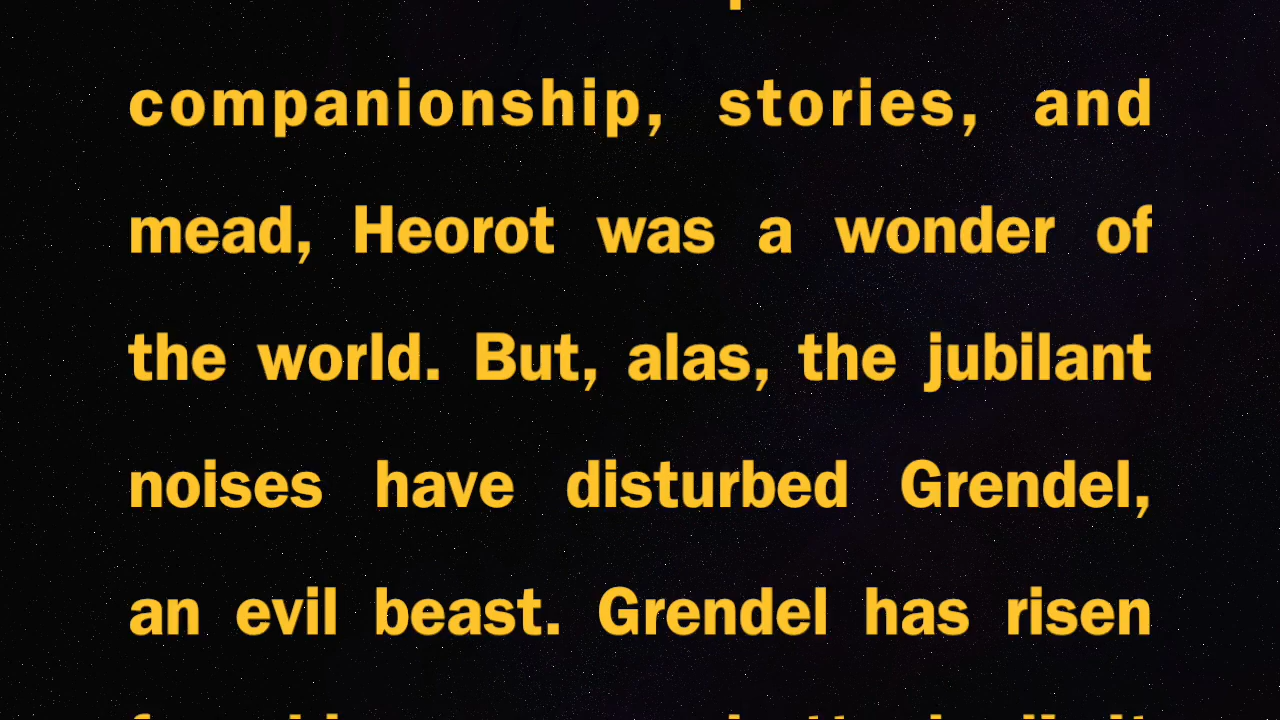 companionship, stories, and
mead, Heorot was a wonder of
the world. But, alas, the jubilant
noises have disturbed Grendel,
an evil beast. Grendel has risen